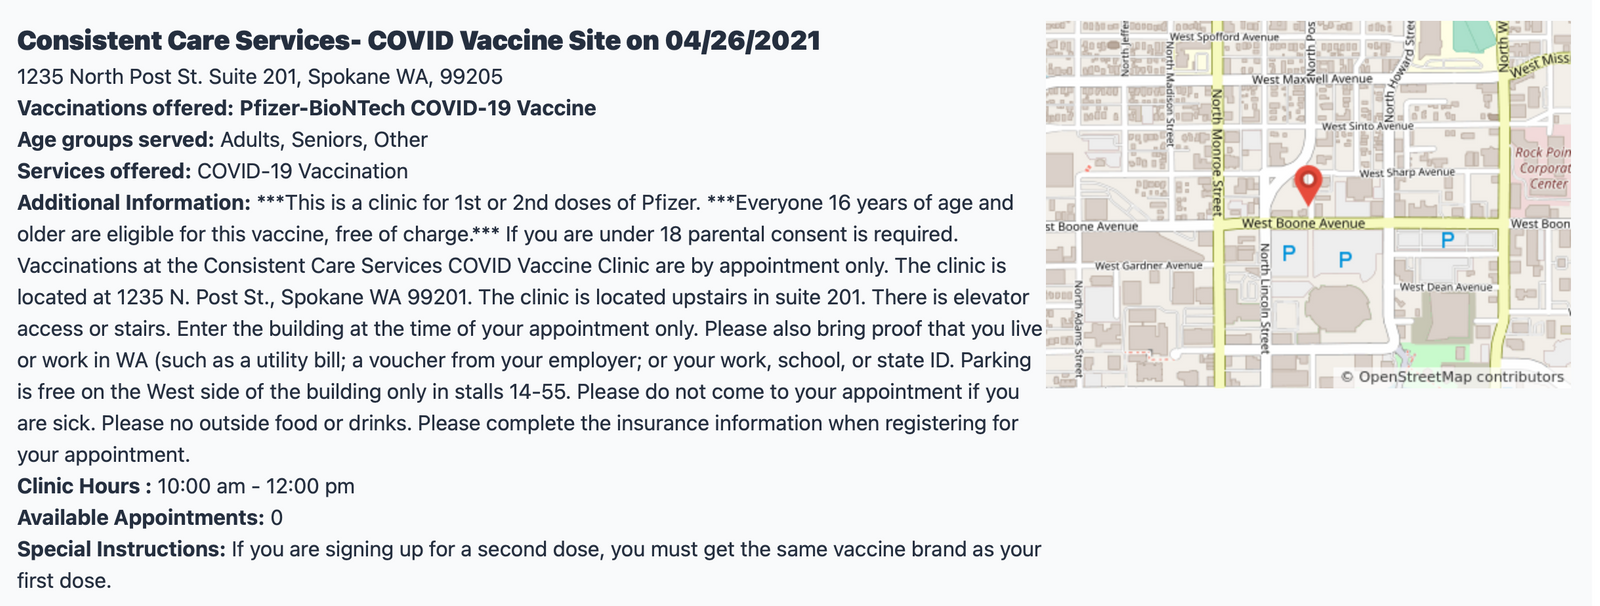 Consistent Care Services- COVID Vaccine Site on 04/26/2021
1235 North Post St. Suite 201, Spokane WA, 99205
Vaccinations offered: Pfizer-BioNTech COVID-19 Vaccine
Age groups served: Adults, Seniors, Other
Services offered: COVID-19 Vaccination
Additional Information: ***This is a clinic for 1st or 2nd doses of Pfizer. ***Everyone 16 years of age and
older are eligible for this vaccine, free of charge.*** If you are under 18 parental consent is required.
Vaccinations at the Consistent Care Services COVID Vaccine Clinic are by appointment only. The clinic is
located at 1235 N. Post St., Spokane WA 99201. The clinic is located upstairs in suite 201. There is elevator
access or stairs. Enter the building at the time of your appointment only. Please also bring proof that you live
or work in WA (such as a utility bill; a voucher from your employer; or your work, school, or state ID. Parking
is free on the West side of the building only in stalls 14-55. Please do not come to your appointment if you
are sick. Please no outside food or drinks. Please complete the insurance information when registering for
your appointment.
Clinic Hours : 10:00 am - 12:00 pm
Available Appointments: 0
Special Instructions: If you are signing up for a second dose, you must get the same vaccine brand as your
first dose.
West Spofford Avenue
North Jeffer
North Madison Street
North Pos
North Howard Stree
North W
West Miss
West Maxwell Avenue
North Monroe Street
West Sinto Avenue
Rock Poin
Corporat
Center
West Sharp Avenue
st Boone Avenue
West Boone Avenue
West Boon
P
P
P
West Gardner Avenue
North Lincoln Street
West Dean Avenue
North Adams Street
© OpenStreetMap contributors